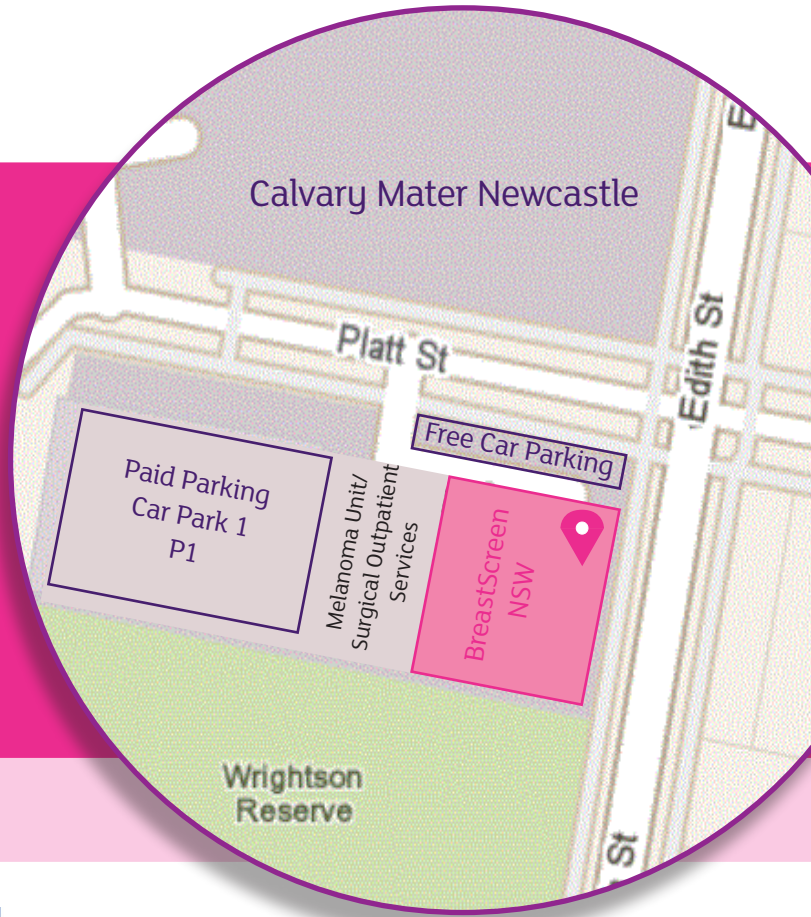 E
Calvary Mater Newcastle
Edith St
Platt St
Free Car Parking
Paid Parking
Car Park 1
P1
Melanoma Unit/
Surgical Outpatient
Services
BreastScreen
NSW
Wrightson
Reserve
St